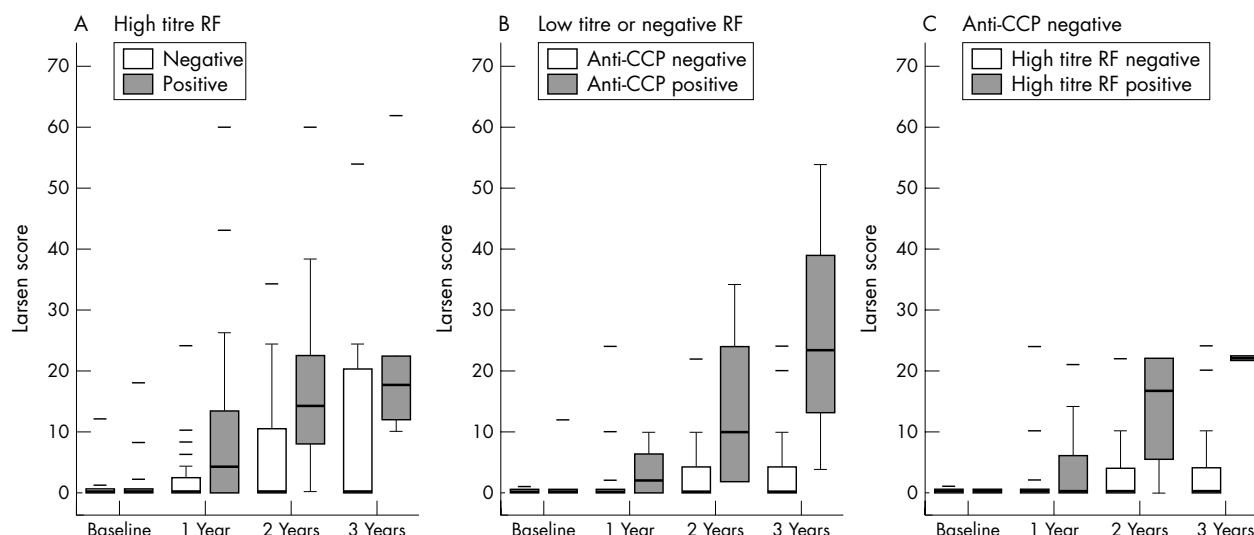 A High titre RF
Negative
Positive
Larsen score
70
60
50
40
30
20
10
0
Baseline 1 Year 2 Years 3 Years
B Low titre or negative RF
Anti-CCP negative
Anti-CCP positive
Larsen score
70
60
50
40
30
20
10
0
Baseline 1 Year 2 Years 3 Years
C Anti-CCP negative
High titre RF negative
High titre RF positive
Larsen score
70
60
50
40
30
20
10
0
Baseline 1 Year 2 Years 3 Years